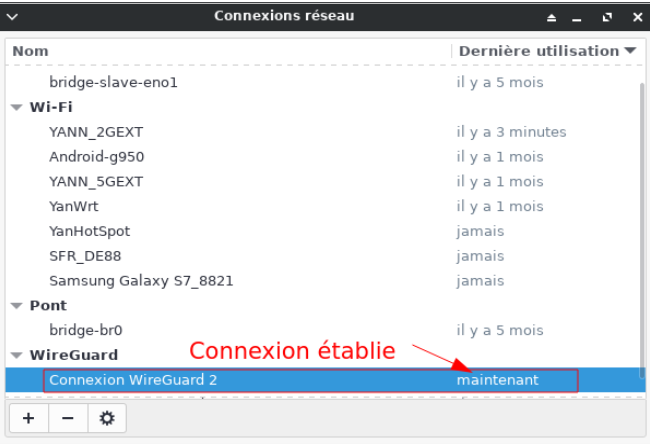 Connexions réseau
Nom Dernière utilisation
bridge-slave-eno1 il y a 5 mois
Wi-Fi
YANN_2GEXT il y a 3 minutes
Android-g950 il y a 1 mois
YANN_5GEXT il y a 1 mois
YanWrt il y a 1 mois
YanHotSpot jamais
SFR_DE88 jamais
Samsung Galaxy S7_8821 jamais
Pont
bridge-br0 il y a 5 mois
WireGuard
Connexion établie
Connexion WireGuard 2 maintenant